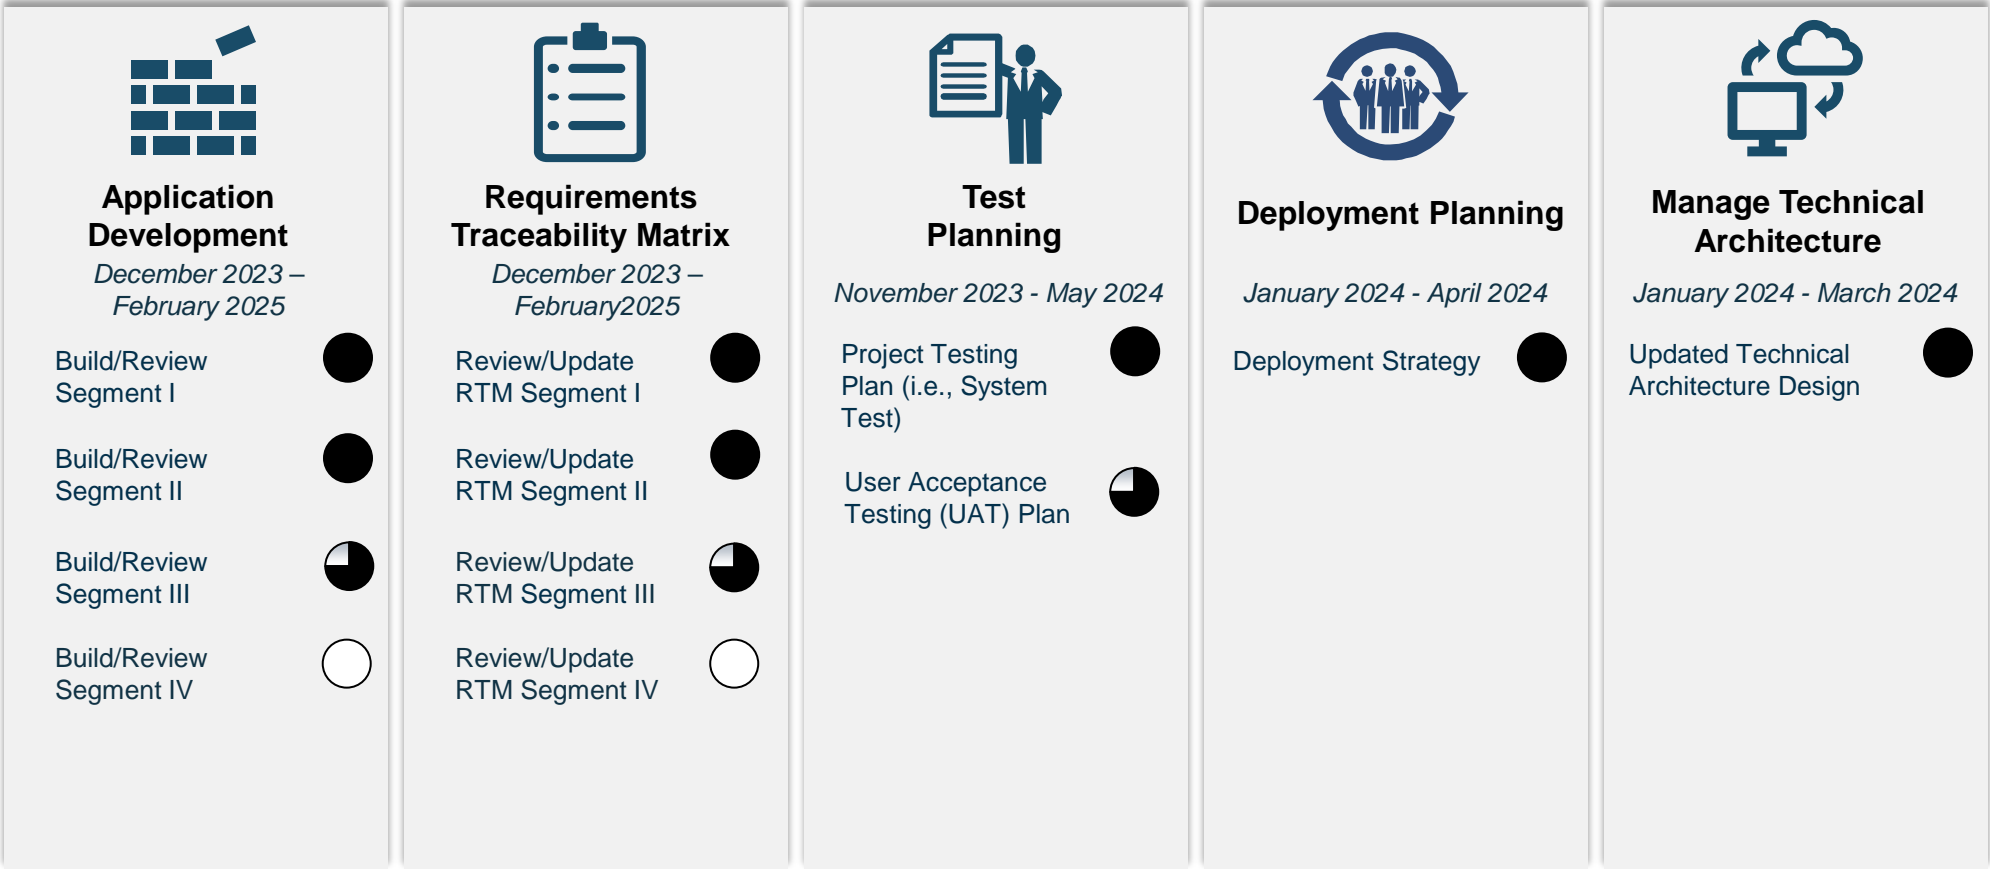 Application
Development
December 2023 –
February 2025
Build/Review
Segment I
Build/Review
Segment II
Build/Review
Segment III
Build/Review
Segment IV
Requirements
Traceability Matrix
December 2023 –
February2025
Review/Update
RTM Segment I
Review/Update
RTM Segment II
Review/Update
RTM Segment III
Review/Update
RTM Segment IV
Test
Planning
November 2023 - May 2024
Project Testing
Plan (i.e., System
Test)
User Acceptance
Testing (UAT) Plan
Deployment Planning
January 2024 - April 2024
Deployment Strategy
Manage Technical
Architecture
January 2024 - March 2024
Updated Technical
Architecture Design